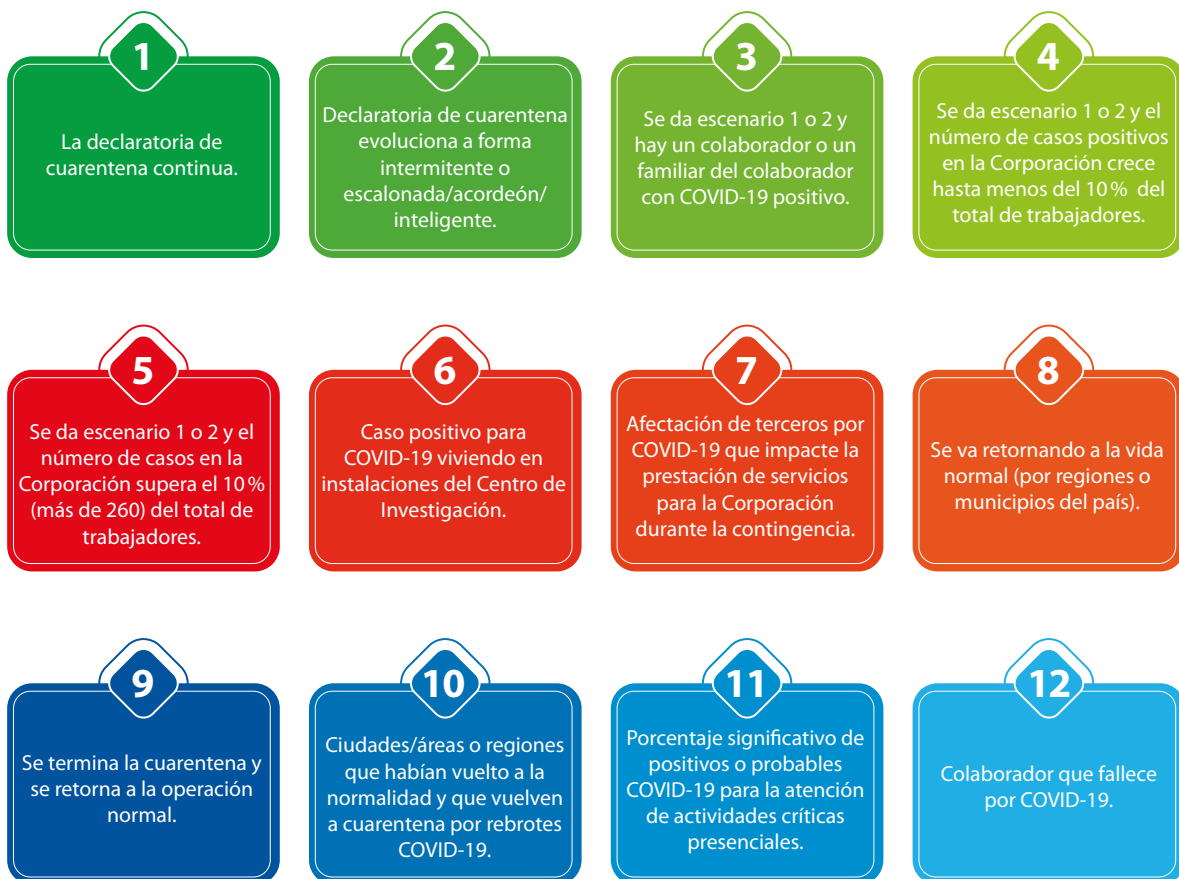 1
La declaratoria de
cuarentena continua.
2
Declaratoria de cuarentena
evoluciona a forma
intermitente o
escalonada/acordeón/
inteligente.
3
Se da escenario 1 o 2 y
hay un colaborador o un
familiar del colaborador
con COVID-19 positivo.
4
Se da escenario 1 o 2 y el
número de casos positivos
en la Corporación crece
hasta menos del 10 % del
total de trabajadores.
5
Se da escenario 1 o 2 y el
número de casos en la
Corporación supera el 10 %
(más de 260) del total de
trabajadores.
6
Caso positivo para
COVID-19 viviendo en
instalaciones del Centro de
Investigación.
7
Afectación de terceros por
COVID-19 que impacte la
prestación de servicios
para la Corporación
durante la contingencia.
8
Se va retornando a la vida
normal (por regiones o
municipios del país).
9
Se termina la cuarentena y
se retorna a la operación
normal.
10
Ciudades/áreas o regiones
que habían vuelto a la
normalidad y que vuelven
a cuarentena por rebrotes
COVID-19.
11
Porcentaje significativo de
positivos o probables
COVID-19 para la atención
de actividades críticas
presenciales.
12
Colaborador que fallece
por COVID-19.